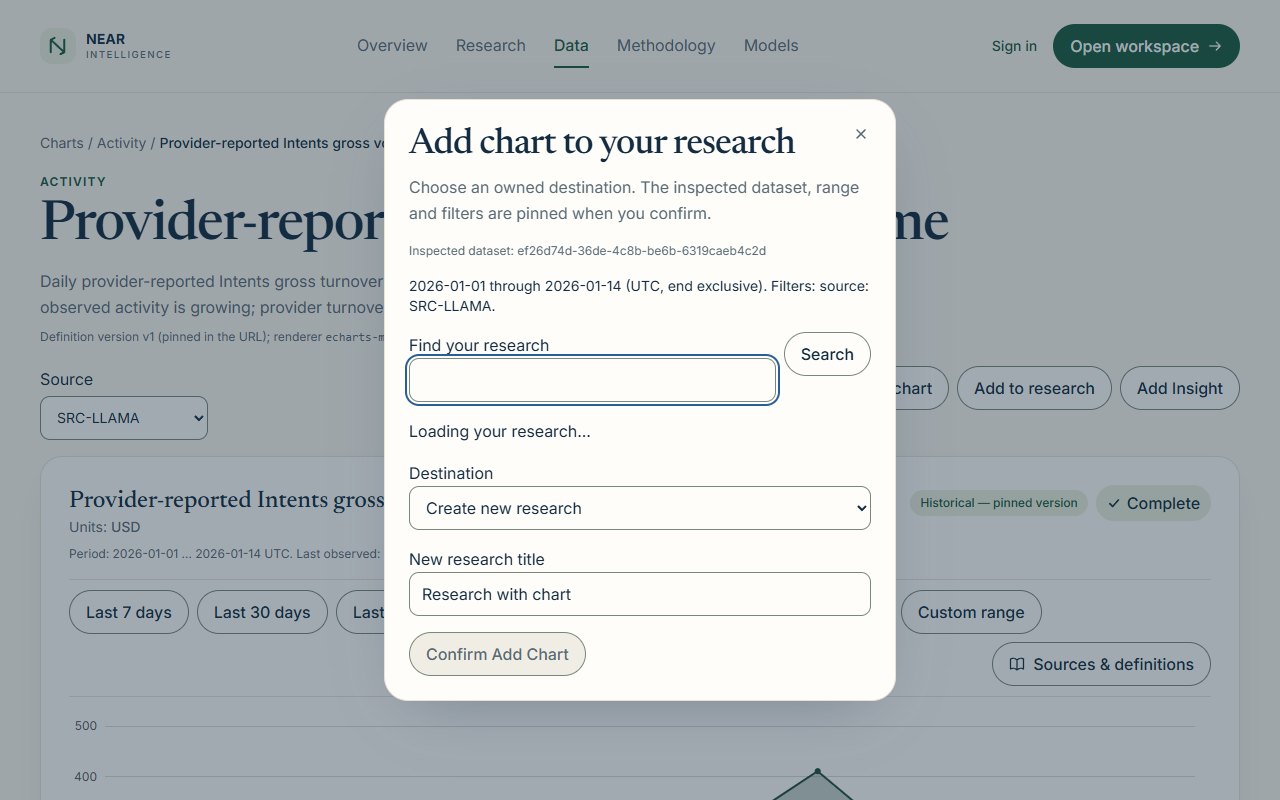 NEAR
INTELLIGENCE
Overview
Research
Data
Methodology
Models
Sign in
Open workspace →
Charts / Activity / Provider-reported Intents gross vo
ACTIVITY
Provider-repor
me
Daily provider-reported Intents gross turnover
observed activity is growing; provider turnove
Definition version v1 (pinned in the URL); renderer echarts-m
Source
SRC-LLAMA
chart
Add to research
Add Insight
Add chart to your research
×
Choose an owned destination. The inspected dataset, range
and filters are pinned when you confirm.
Inspected dataset: ef26d74d-36de-4c8b-be6b-6319caeb4c2d
2026-01-01 through 2026-01-14 (UTC, end exclusive). Filters: source:
SRC-LLAMA.
Find your research
Search
Loading your research…
Destination
Create new research
New research title
Research with chart
Confirm Add Chart
Provider-reported Intents gross
Units: USD
Period: 2026-01-01 … 2026-01-14 UTC. Last observed:
Historical — pinned version
Complete
Last 7 days
Last 30 days
Last
Custom range
Sources & definitions
500
400